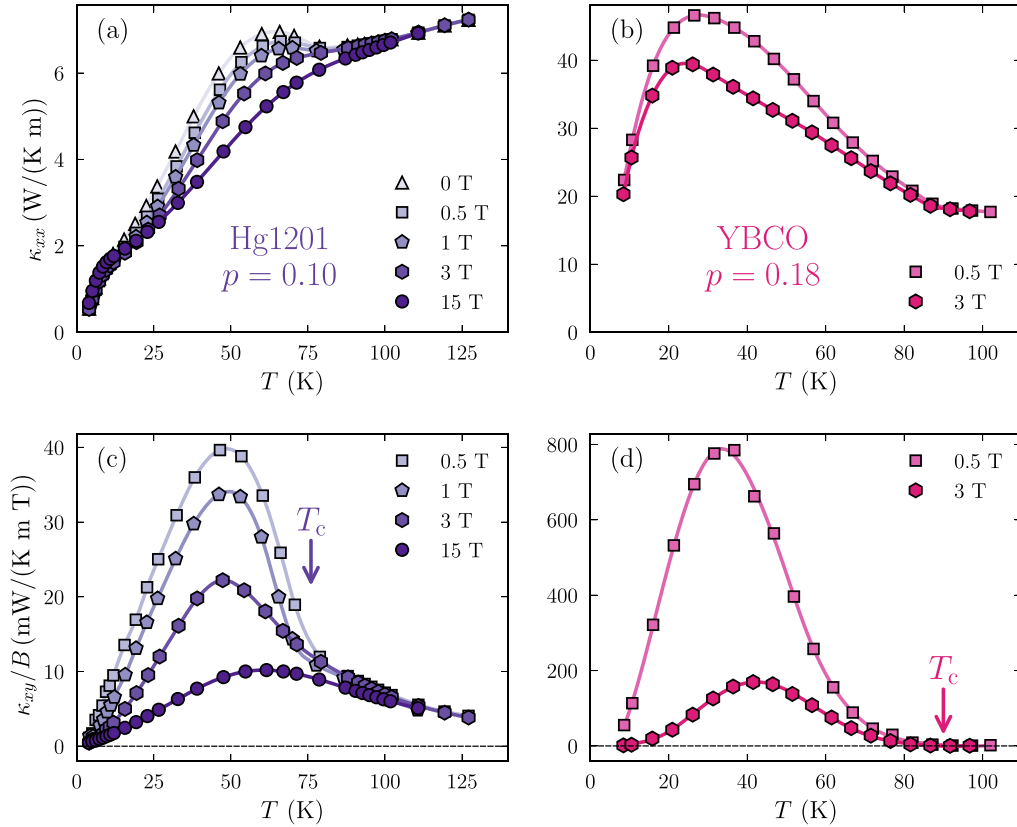 (a)
κxx (W/(K m))
6
4
2
0
0 T
0.5 T
1 T
3 T
15 T
Hg1201
p = 0.10
0 25 50 75 100 125
T (K)
(b)
40
30
20
10
0
YBCO
p = 0.18
0.5 T
3 T
0 20 40 60 80 100
T (K)
(c)
κxy/B (mW/(K m T))
40
30
20
10
0
0.5 T
1 T
3 T
15 T
Tc
0 25 50 75 100 125
T (K)
(d)
800
600
400
200
0
0.5 T
3 T
Tc
0 20 40 60 80 100
T (K)